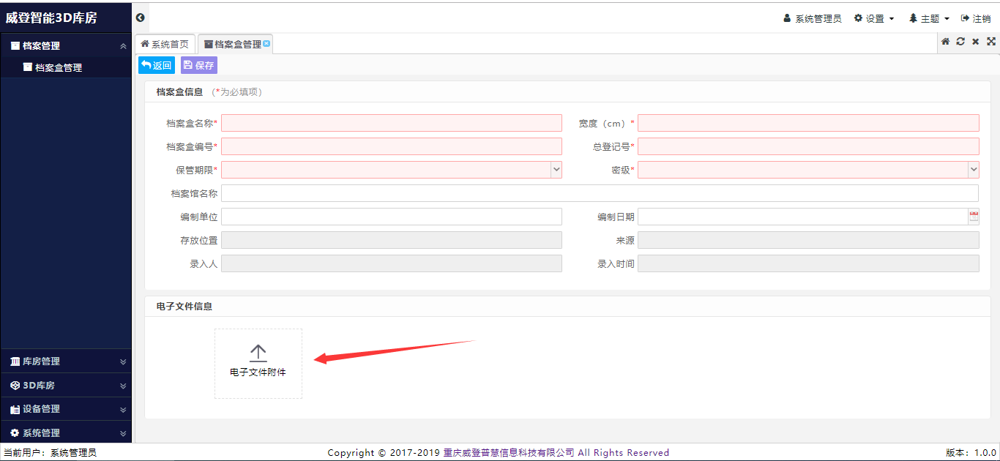 威登智能3D库房
系统管理员 设置 主题 注销
档案管理
档案盒管理
系统首页 档案盒管理
返回 保存
档案盒信息 (*为必填项)
档案盒名称* 宽度（cm）*
档案盒编号* 总登记号*
保管期限* 密级*
档案馆名称
编制单位 编制日期
存放位置 来源
录入人 录入时间
电子文件信息
电子文件附件
库房管理
3D库房
设备管理
系统管理
当前用户：系统管理员 Copyright © 2017-2019 重庆威登普慧信息科技有限公司 All Rights Reserved 版本：1.0.0